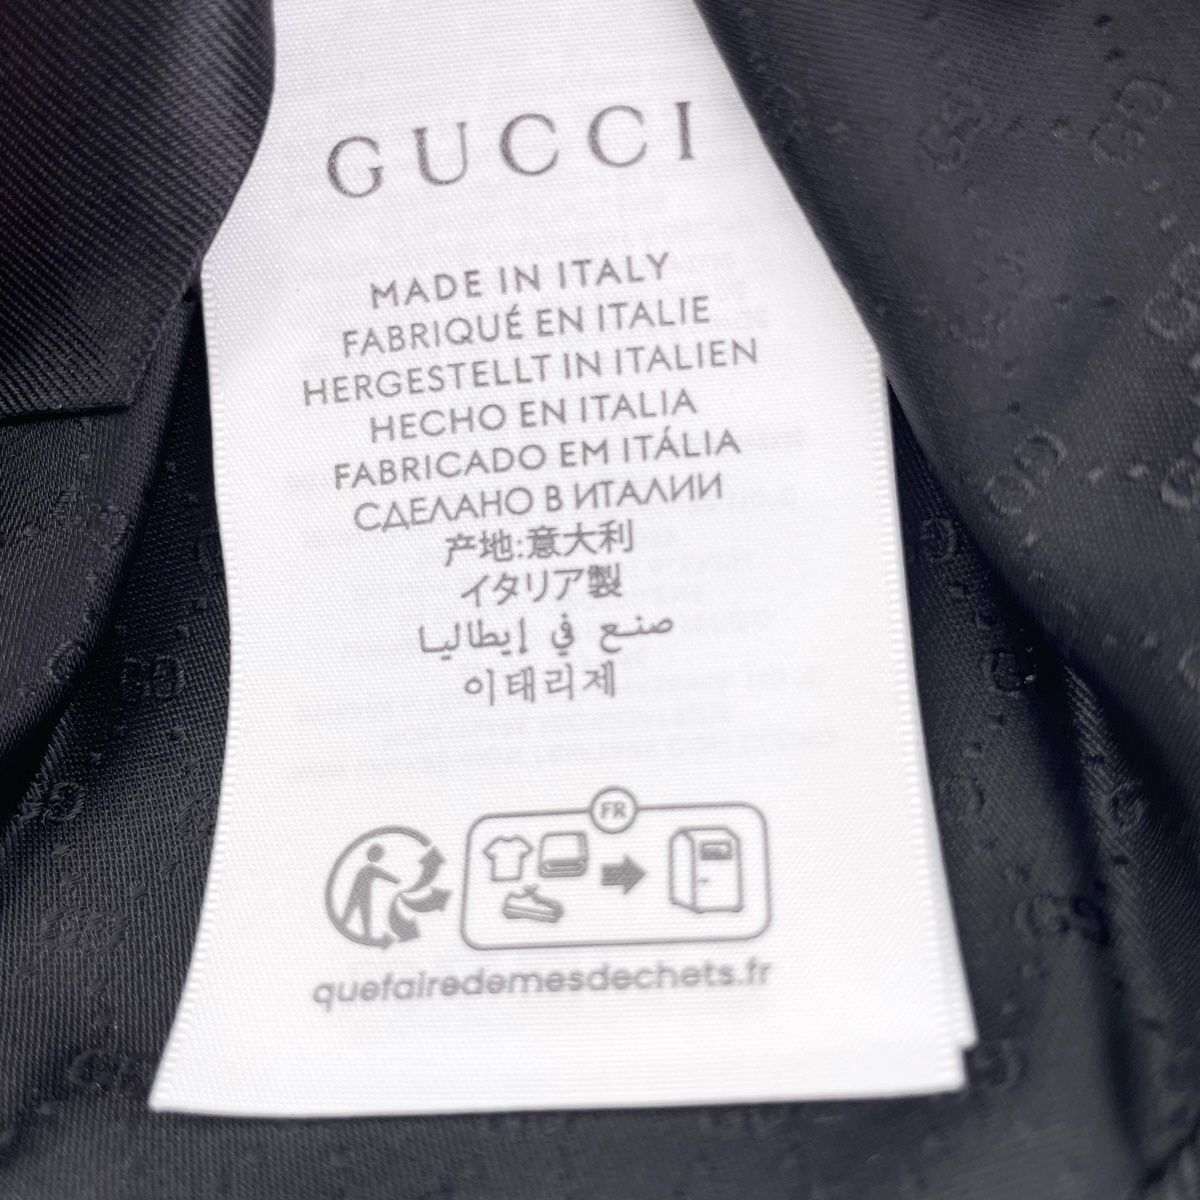 GUCCI
MADE IN ITALY
FABRIQUÉ EN ITALIE
HERGESTELLT IN ITALIEN
HECHO EN ITALIA
FABRICADO EM ITÁLIA
СДЕЛАНО В ИТАЛИИ
产地:意大利
イタリア製
صنع في إيطاليا
이태리제
FR
quefairedemesdechets.fr